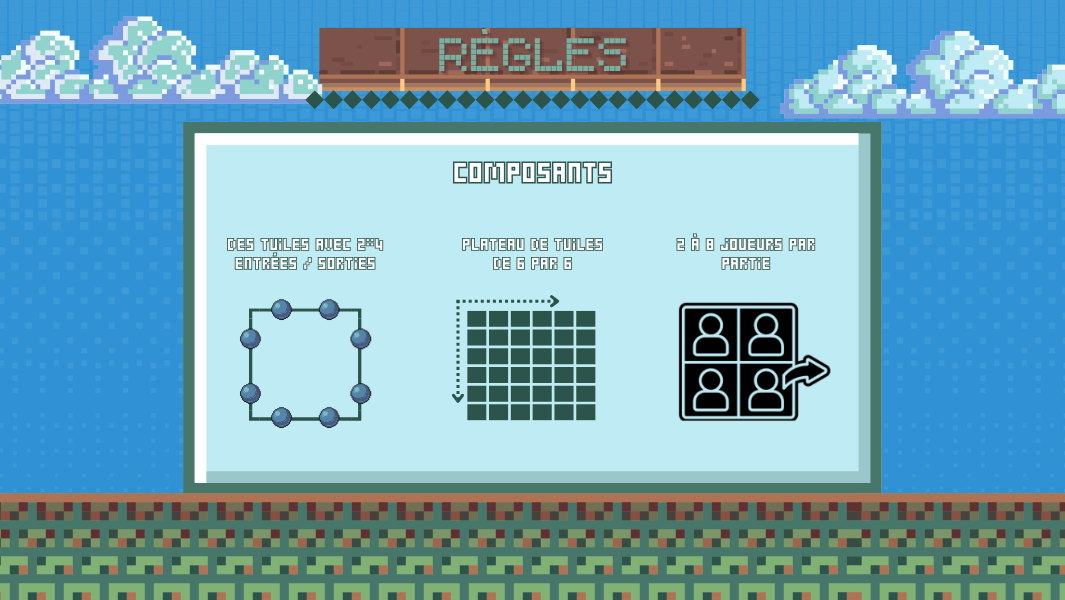 RÈGLES
COMPOSANTS
DES TUILES AVEC 2*4
ENTRÉES / SORTIES
PLATEAU DE TUILES
DE 6 PAR 6
2 À 8 JOUEURS PAR
PARTIE